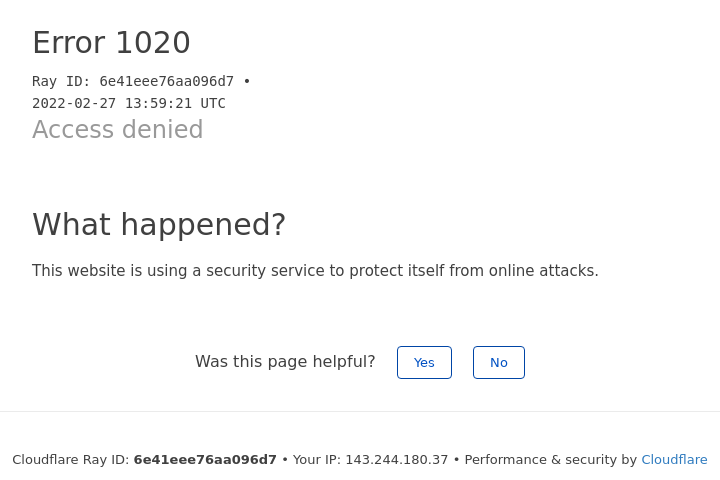 Error 1020
Ray ID: 6e41eee76aa096d7 •
2022-02-27 13:59:21 UTC
Access denied
What happened?
This website is using a security service to protect itself from online attacks.
Was this page helpful? Yes No
Cloudflare Ray ID: 6e41eee76aa096d7 • Your IP: 143.244.180.37 • Performance & security by Cloudflare